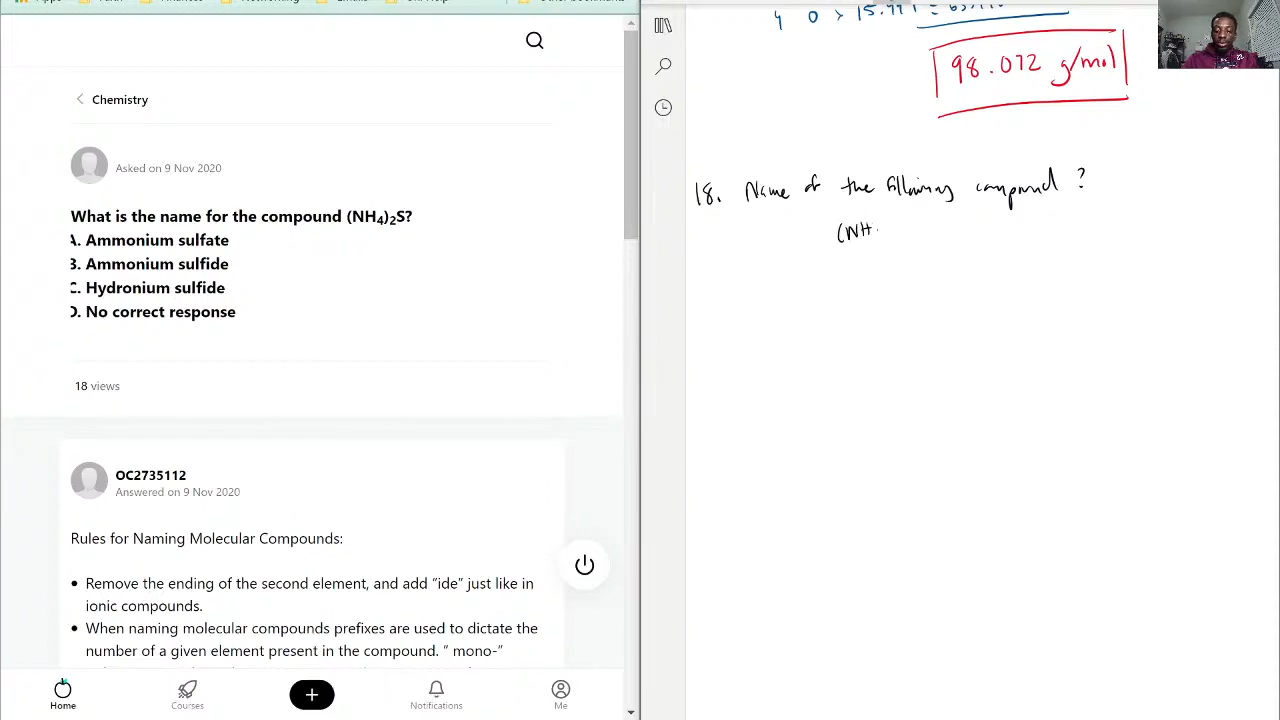 Chemistry
Asked on 9 Nov 2020
What is the name for the compound (NH4)2S?
A. Ammonium sulfate
B. Ammonium sulfide
C. Hydronium sulfide
D. No correct response
18 views
OC2735112
Answered on 9 Nov 2020
Rules for Naming Molecular Compounds:
• Remove the ending of the second element, and add “ide” just like in
ionic compounds.
• When naming molecular compounds prefixes are used to dictate the
number of a given element present in the compound. “ mono-”
Home
Courses
+
Notifications
Me
98.072 g/mol
18. Name of the following compound ?
(NH